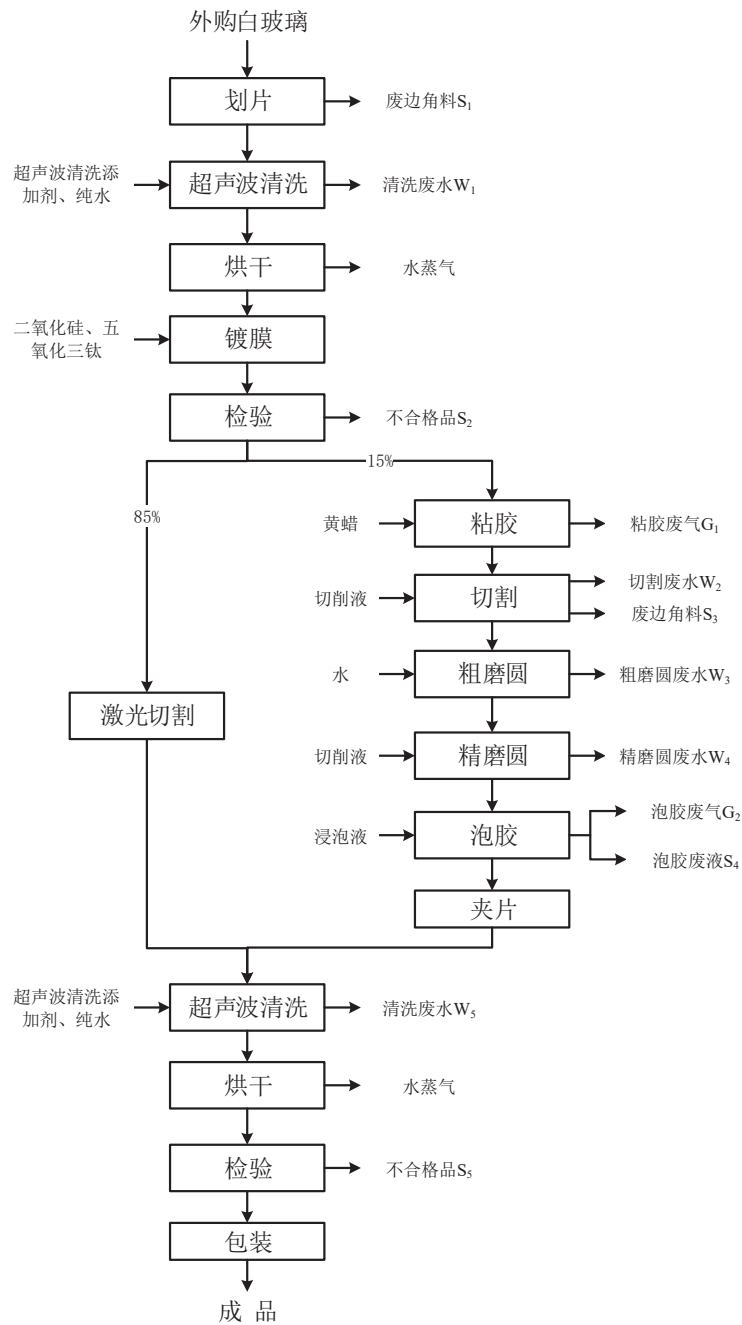 外购白玻璃
划片
废边角料S₁
超声波清洗添
加剂、纯水
超声波清洗
清洗废水W₁
烘干
水蒸气
二氧化硅、五
氧化三钛
镀膜
检验
不合格品S₂
15%
85%
黄蜡
粘胶
粘胶废气G₁
切削液
切割
切割废水W₂
废边角料S₃
水
粗磨圆
粗磨圆废水W₃
激光切割
切削液
精磨圆
精磨圆废水W₄
浸泡液
泡胶
泡胶废气G₂
泡胶废液S₄
夹片
超声波清洗添
加剂、纯水
超声波清洗
清洗废水W₅
烘干
水蒸气
检验
不合格品S₅
包装
成 品